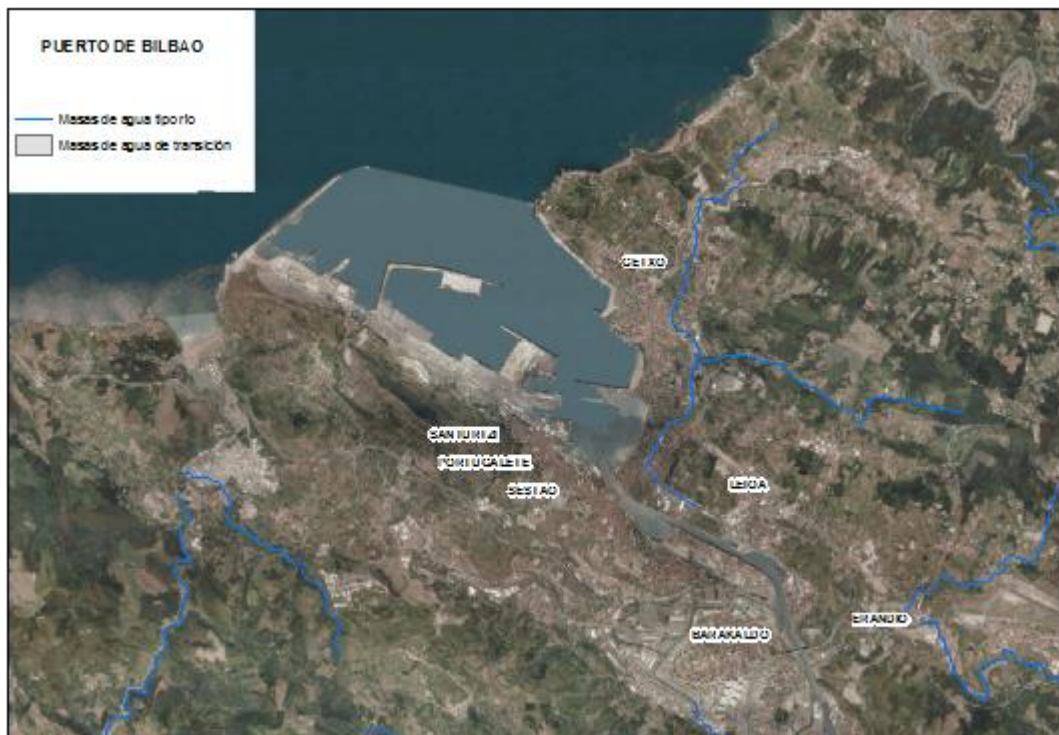 PUERTO DE BILBAO
Masas de agua tipo río
Masas de agua de transición
GETXO
SANTURTZI
PORTUGALETE
SESTAO
LEIOA
ERANDIO
BARAKALDO